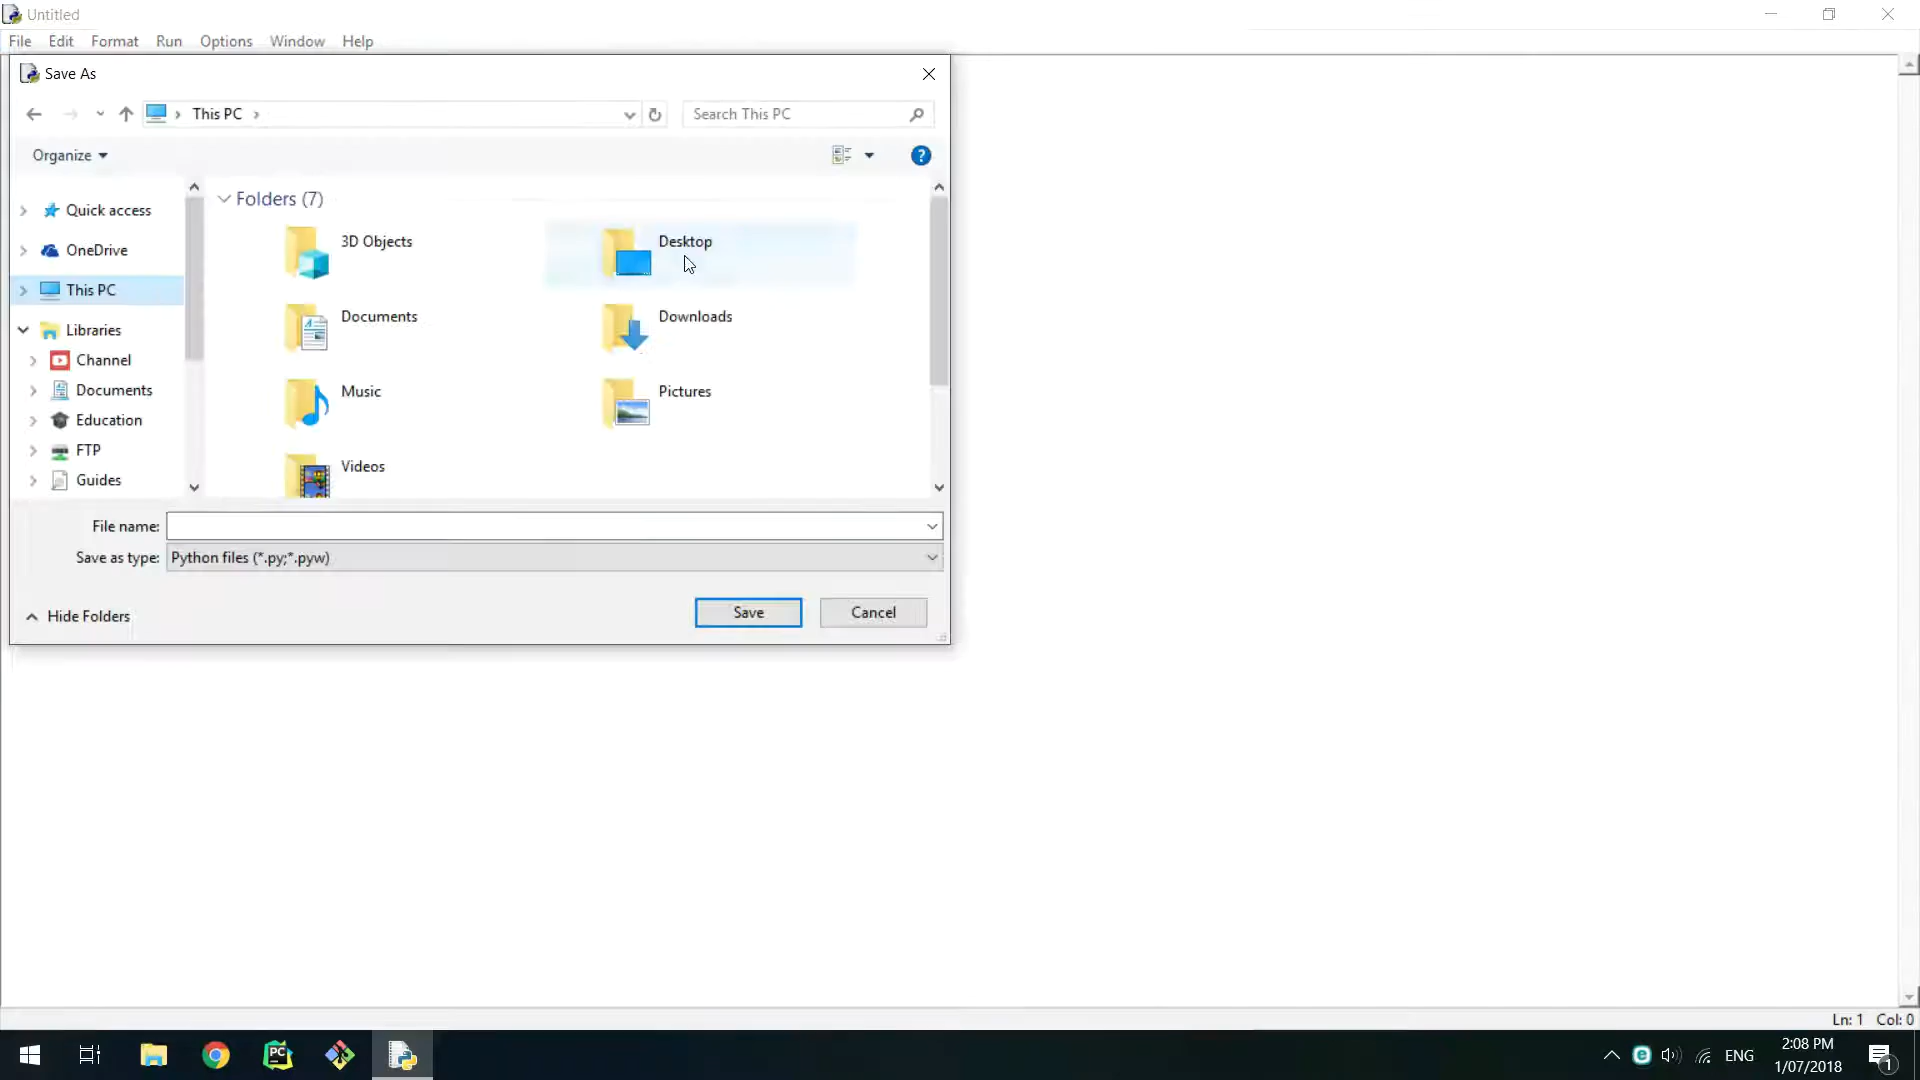 Untitled
File Edit Format Run Options Window Help
Save As
This PC
Search This PC
Organize
?
Quick access
OneDrive
This PC
Libraries
Channel
Documents
Education
FTP
Guides
Folders (7)
3D Objects
Desktop
Documents
Downloads
Music
Pictures
Videos
File name:
Save as type: Python files (*.py;*.pyw)
Hide Folders
Save
Cancel
Ln: 1 Col: 0
PC
ENG
2:08 PM
1/07/2018
1